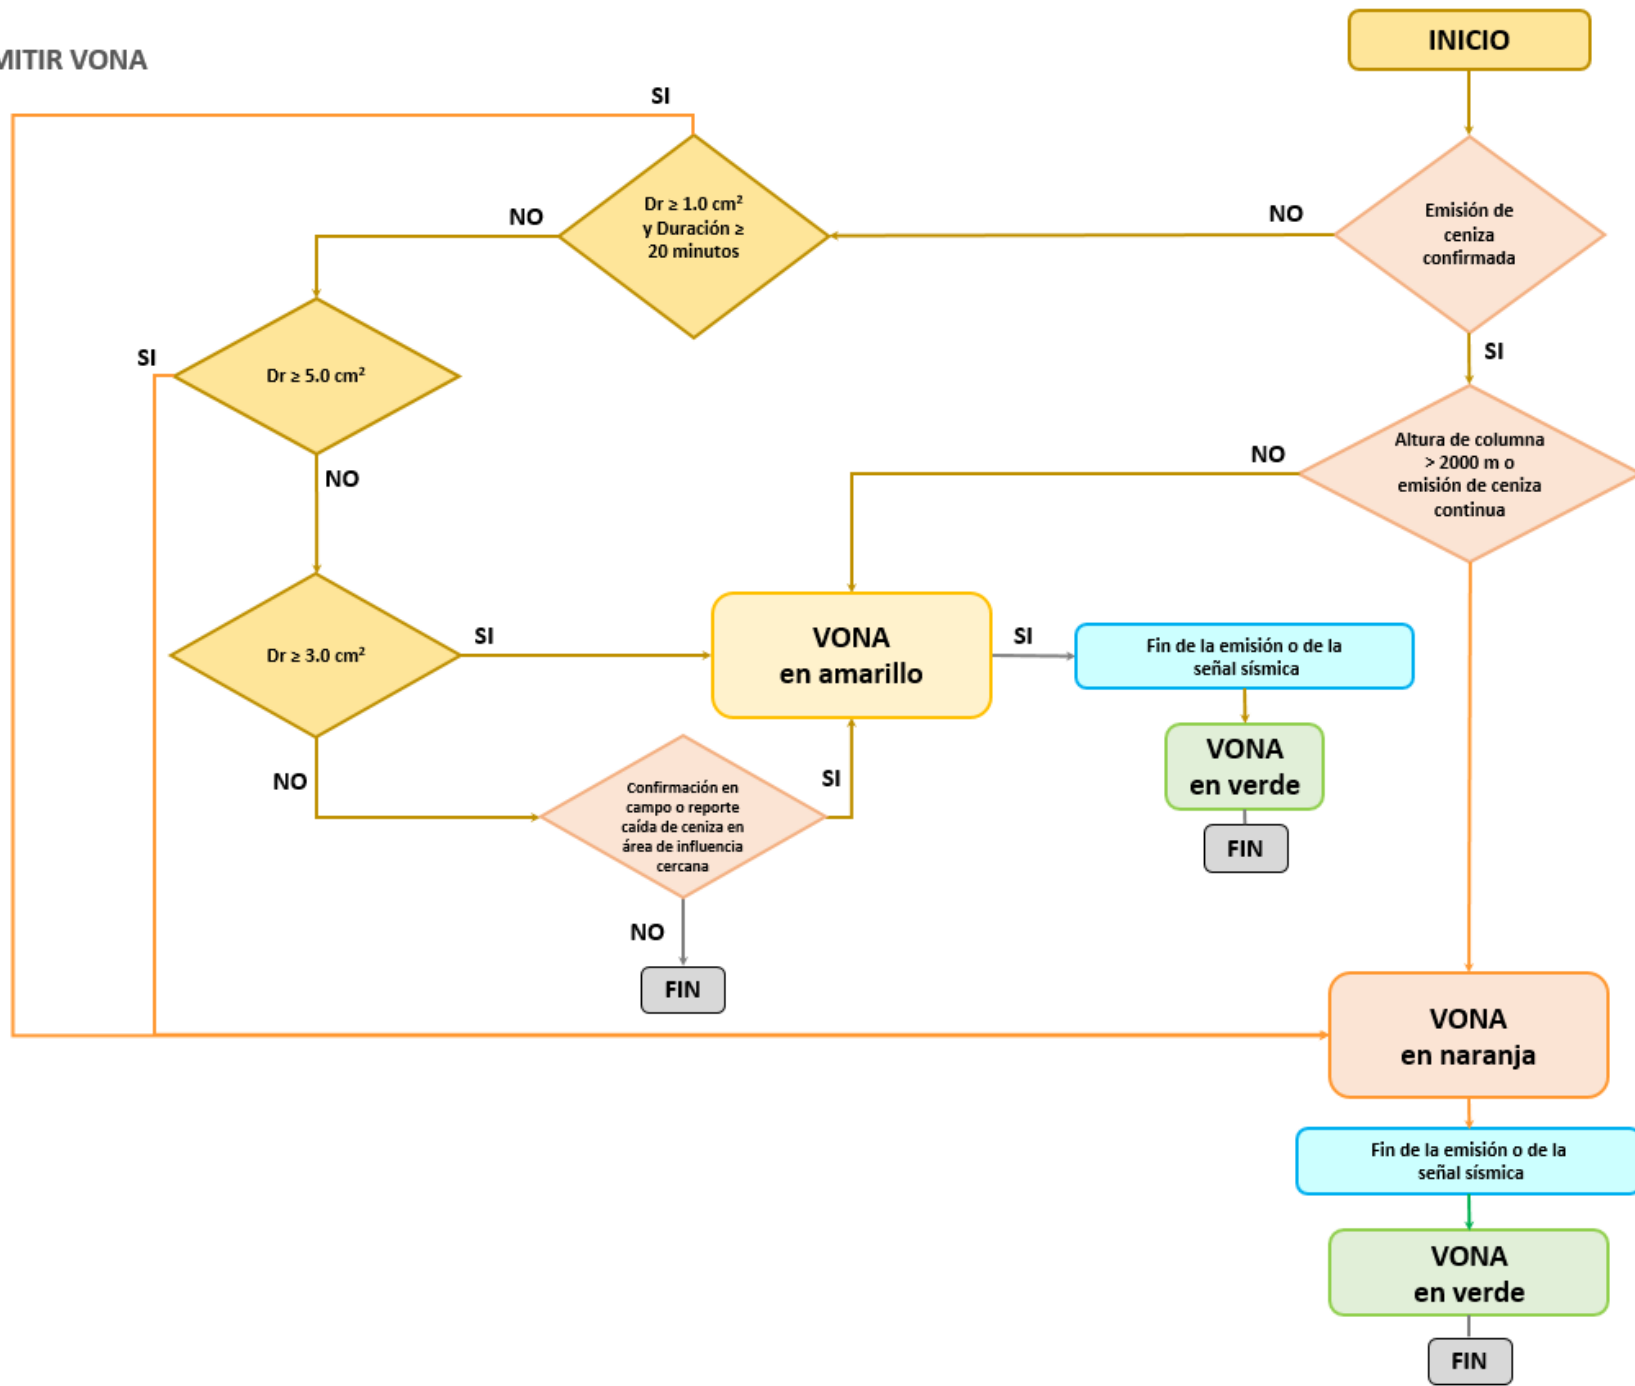 MITIR VONA
INICIO
SI
Dr ≥ 1.0 cm²
y Duración ≥
20 minutos
NO
NO
Emisión de
ceniza
confirmada
SI
SI
Dr ≥ 5.0 cm²
NO
NO
Altura de columna
> 2000 m o
emisión de ceniza
continua
Dr ≥ 3.0 cm²
SI
VONA
en amarillo
SI
Fin de la emisión o de la
señal sísmica
VONA
en verde
FIN
NO
Confirmación en
campo o reporte
caída de ceniza en
área de influencia
cercana
SI
NO
FIN
VONA
en naranja
Fin de la emisión o de la
señal sísmica
VONA
en verde
FIN